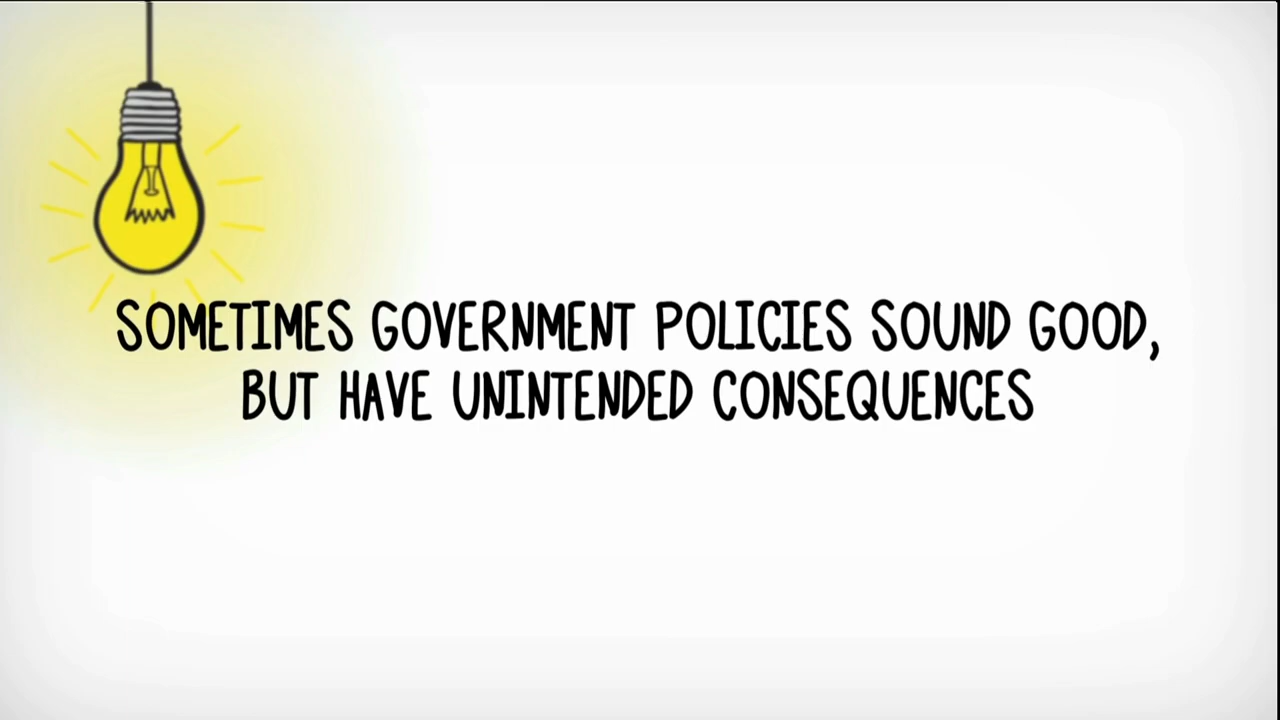 SOMETIMES GOVERNMENT POLICIES SOUND GOOD,
BUT HAVE UNINTENDED CONSEQUENCES